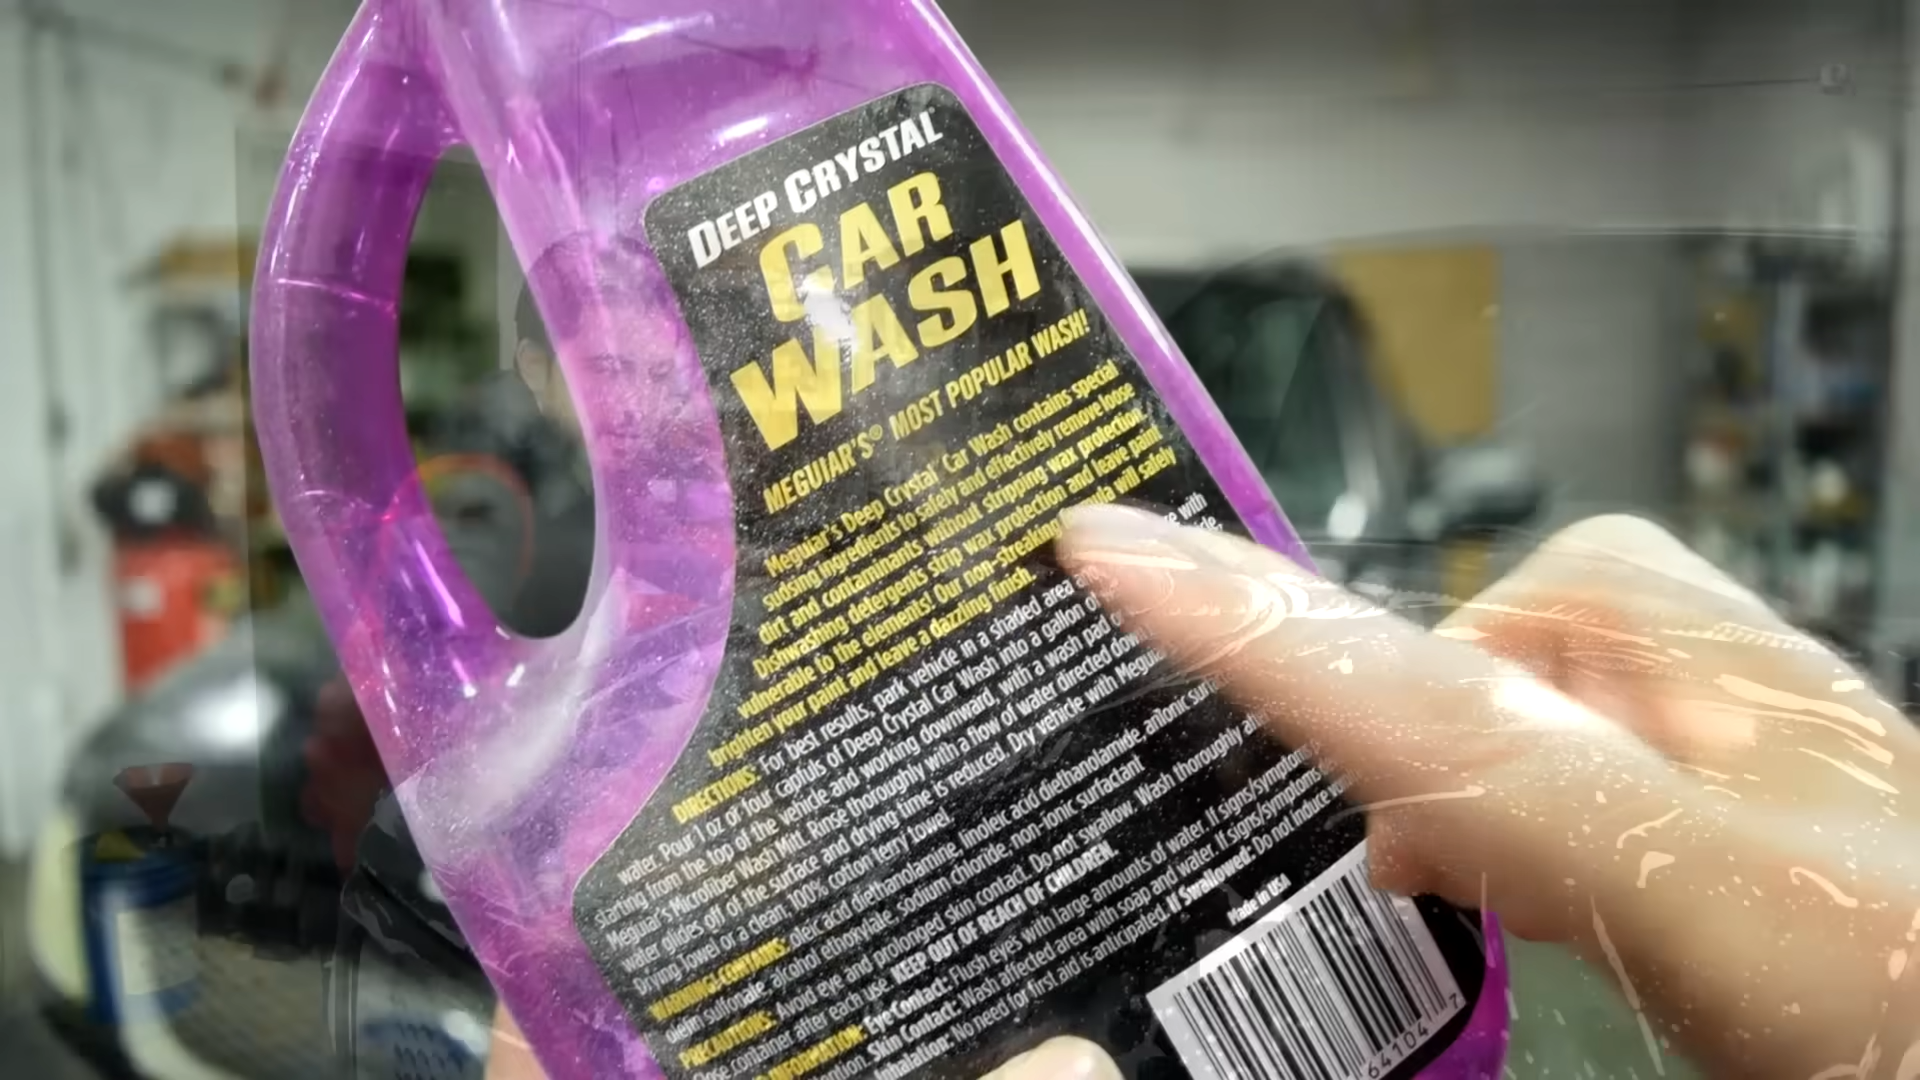 DEEP CRYSTAL
CAR
WASH
MEGUIAR'S® MOST POPULAR WASH!
Meguiar's Deep Crystal Car Wash contains special
sudsing ingredients to safely and effectively remove loose
dirt and contaminants without stripping wax protection.
Dishwashing detergents strip wax protection and leave paint
vulnerable to the elements! Our non-streaking will safely
brighten your paint and leave a dazzling finish.
DIRECTIONS: For best results, park vehicle in a shaded area with
water. Pour 1 oz or four capfuls of Deep Crystal Car Wash into a gallon
starting from the top of the vehicle and working downward, with a wash pad
Meguiar's Microfiber Wash Mint. Rinse thoroughly with a flow of water directed
water glides off of the surface and drying time is reduced. Dry vehicle with
Drying Towel or a clean, 100% cotton terry towel.
WARNING: CONTAINS: oleic acid diethanolamine, linoleic acid diethanolamide, anionic
olefin sulfonate, alcohol ethoxylate, sodium chloride, non-ionic surfactant
PRECAUTIONS: Avoid eye and prolonged skin contact. Do not swallow. Wash thoroughly
Close container after each use. KEEP OUT OF REACH OF CHILDREN.
INFORMATION: Eye Contact: Flush eyes with large amounts of water. If signs/symptoms
Skin Contact: Wash affected area with soap and water. If signs/symptoms
Inhalation: No need for first aid is anticipated. If Swallowed: Do not induce
Made in USA
64104 7